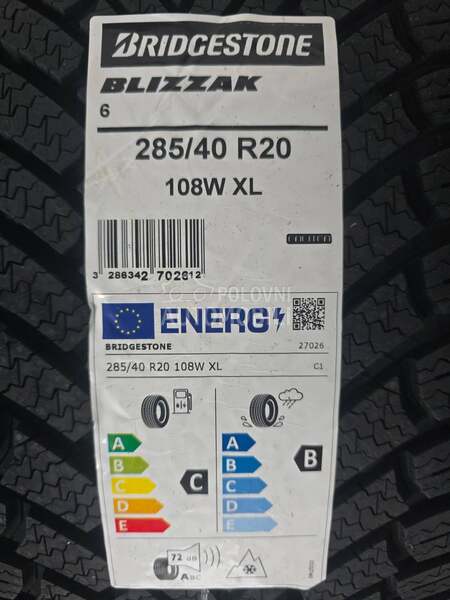 BRIDGESTONE
BLIZZAK
6
285/40 R20
108W XL
ENLITEN
3 286342 702612
POLOVNI
ENERG
BRIDGESTONE 27026
285/40 R20 108W XL C1
A A
B B B
C C C
D D
E E
72 dB
ABC